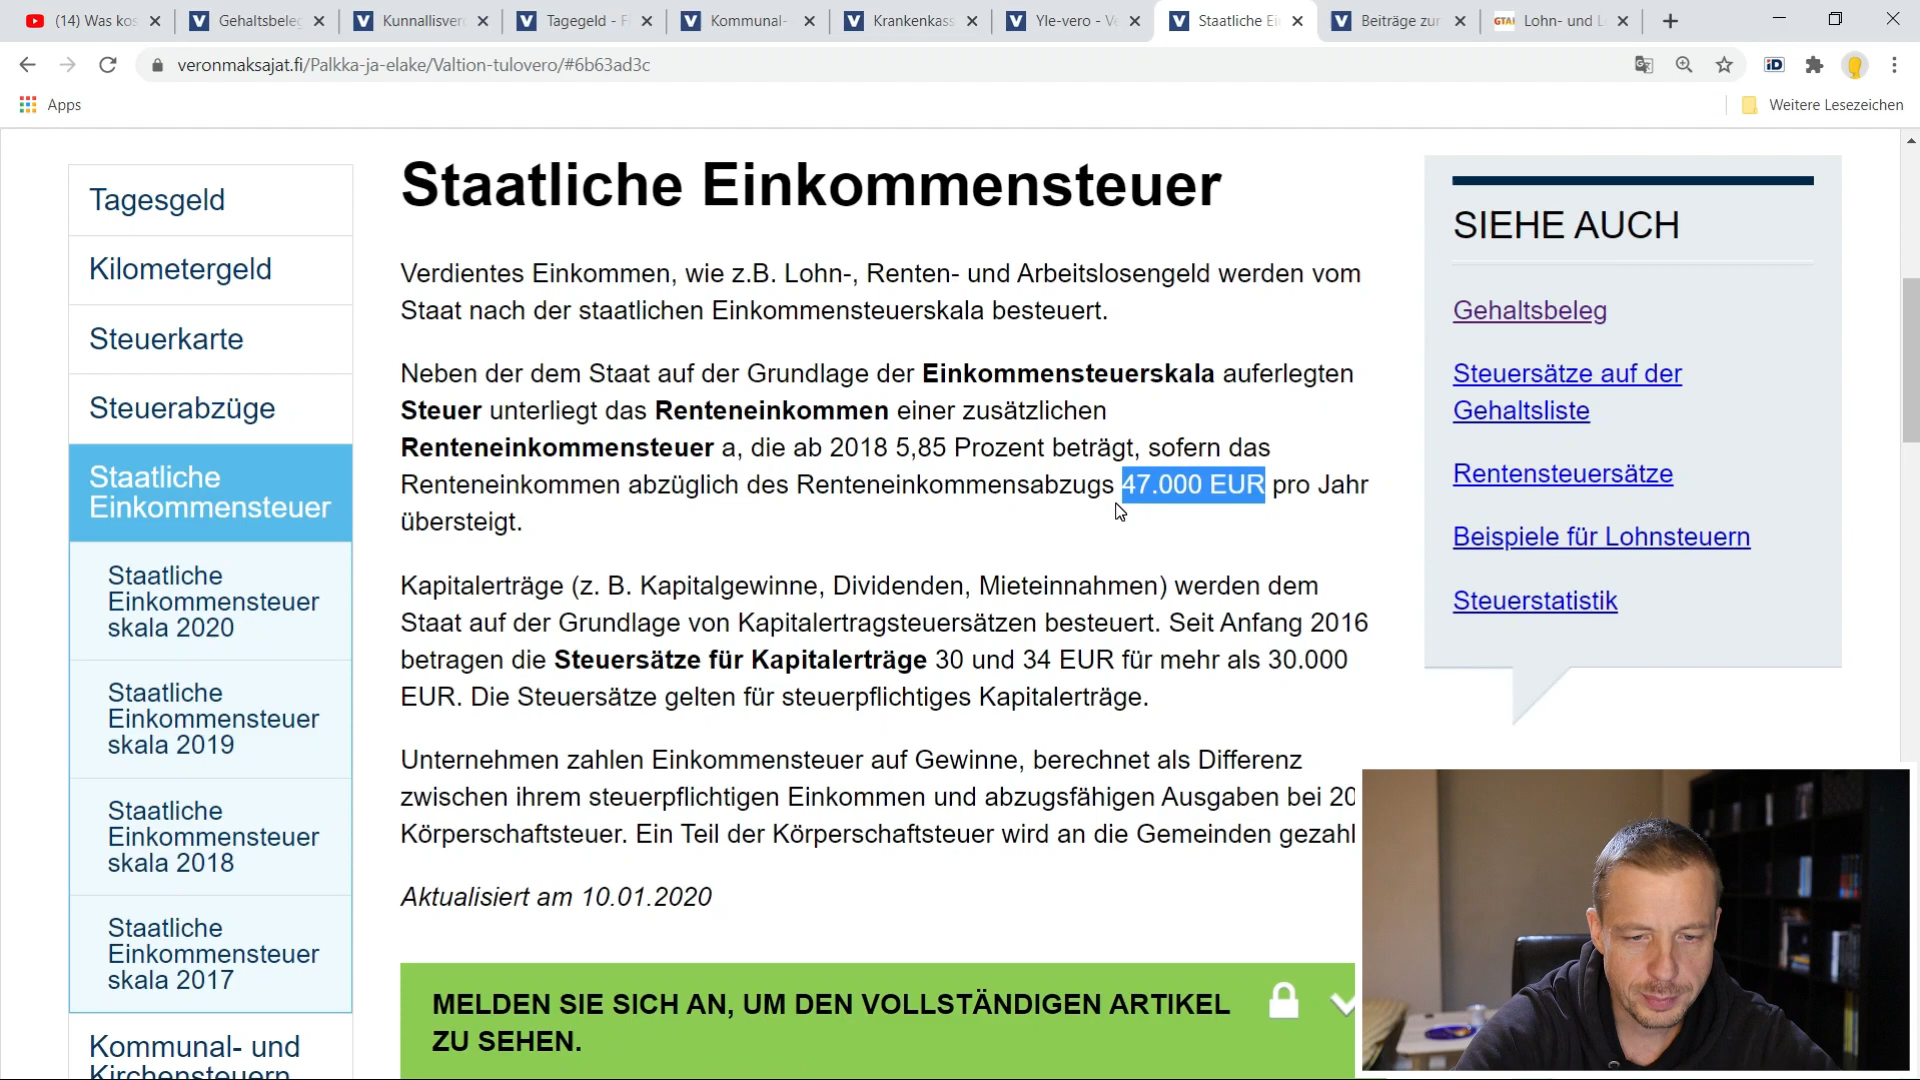 (14) Was kos
Gehaltsbeleg
Kunnallisver
Tagegeld - F
Kommunal-
Krankenkass
Yle-vero - V
Staatliche Ei
Beiträge zur
GTAI Lohn- und L
veronmaksajat.fi/Palkka-ja-elake/Valtion-tulovero/#6b63ad3c
Apps
Weitere Lesezeichen
Tagesgeld
Kilometergeld
Steuerkarte
Steuerabzüge
Staatliche
Einkommensteuer
Staatliche
Einkommensteuer
skala 2020
Staatliche
Einkommensteuer
skala 2019
Staatliche
Einkommensteuer
skala 2018
Staatliche
Einkommensteuer
skala 2017
Kommunal- und
Kirchensteuern
Staatliche Einkommensteuer
Verdientes Einkommen, wie z.B. Lohn-, Renten- und Arbeitslosengeld werden vom
Staat nach der staatlichen Einkommensteuerskala besteuert.
Neben der dem Staat auf der Grundlage der Einkommensteuerskala auferlegten
Steuer unterliegt das Renteneinkommen einer zusätzlichen
Renteneinkommensteuer a, die ab 2018 5,85 Prozent beträgt, sofern das
Renteneinkommen abzüglich des Renteneinkommensabzugs 47.000 EUR pro Jahr
übersteigt.
Kapitalerträge (z. B. Kapitalgewinne, Dividenden, Mieteinnahmen) werden dem
Staat auf der Grundlage von Kapitalertragsteuersätzen besteuert. Seit Anfang 2016
betragen die Steuersätze für Kapitalerträge 30 und 34 EUR für mehr als 30.000
EUR. Die Steuersätze gelten für steuerpflichtiges Kapitalerträge.
Unternehmen zahlen Einkommensteuer auf Gewinne, berechnet als Differenz
zwischen ihrem steuerpflichtigen Einkommen und abzugsfähigen Ausgaben bei 20
Körperschaftsteuer. Ein Teil der Körperschaftsteuer wird an die Gemeinden gezahl
Aktualisiert am 10.01.2020
MELDEN SIE SICH AN, UM DEN VOLLSTÄNDIGEN ARTIKEL
ZU SEHEN.
SIEHE AUCH
Gehaltsbeleg
Steuersätze auf der
Gehaltsliste
Rentensteuersätze
Beispiele für Lohnsteuern
Steuerstatistik